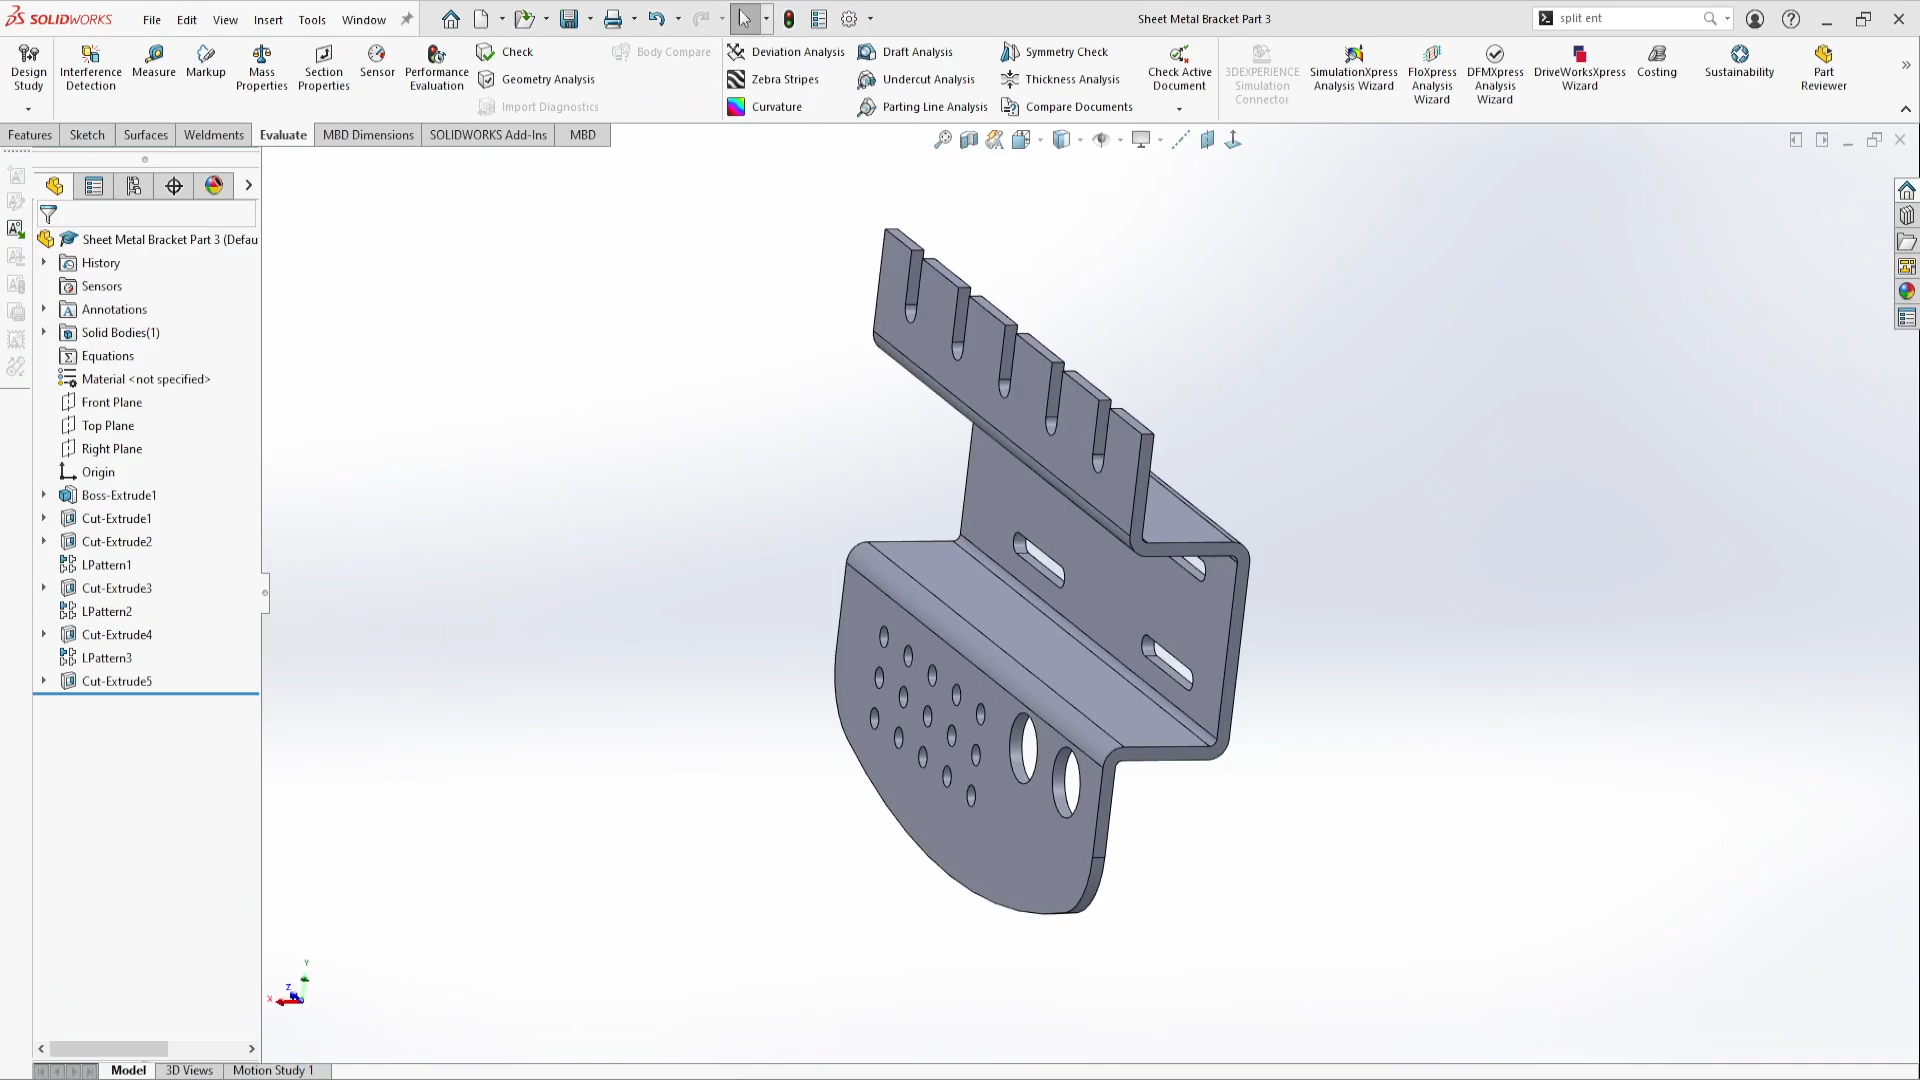 SOLIDWORKS File Edit View Insert Tools Window Sheet Metal Bracket Part 3 split ent
Design Study
Interference Detection
Measure
Markup
Mass Properties
Section Properties
Sensor
Performance Evaluation
Check
Geometry Analysis
Import Diagnostics
Body Compare
Deviation Analysis
Zebra Stripes
Curvature
Draft Analysis
Undercut Analysis
Parting Line Analysis
Symmetry Check
Thickness Analysis
Compare Documents
Check Active Document
3DEXPERIENCE Simulation Connector
SimulationXpress Analysis Wizard
FloXpress Analysis Wizard
DFMXpress Analysis Wizard
DriveWorksXpress Wizard
Costing
Sustainability
Part Reviewer
Features Sketch Surfaces Weldments Evaluate MBD Dimensions SOLIDWORKS Add-Ins MBD
Sheet Metal Bracket Part 3 (Defau
History
Sensors
Annotations
Solid Bodies(1)
Equations
Material <not specified>
Front Plane
Top Plane
Right Plane
Origin
Boss-Extrude1
Cut-Extrude1
Cut-Extrude2
LPattern1
Cut-Extrude3
LPattern2
Cut-Extrude4
LPattern3
Cut-Extrude5
Y
Z
X
Model 3D Views Motion Study 1